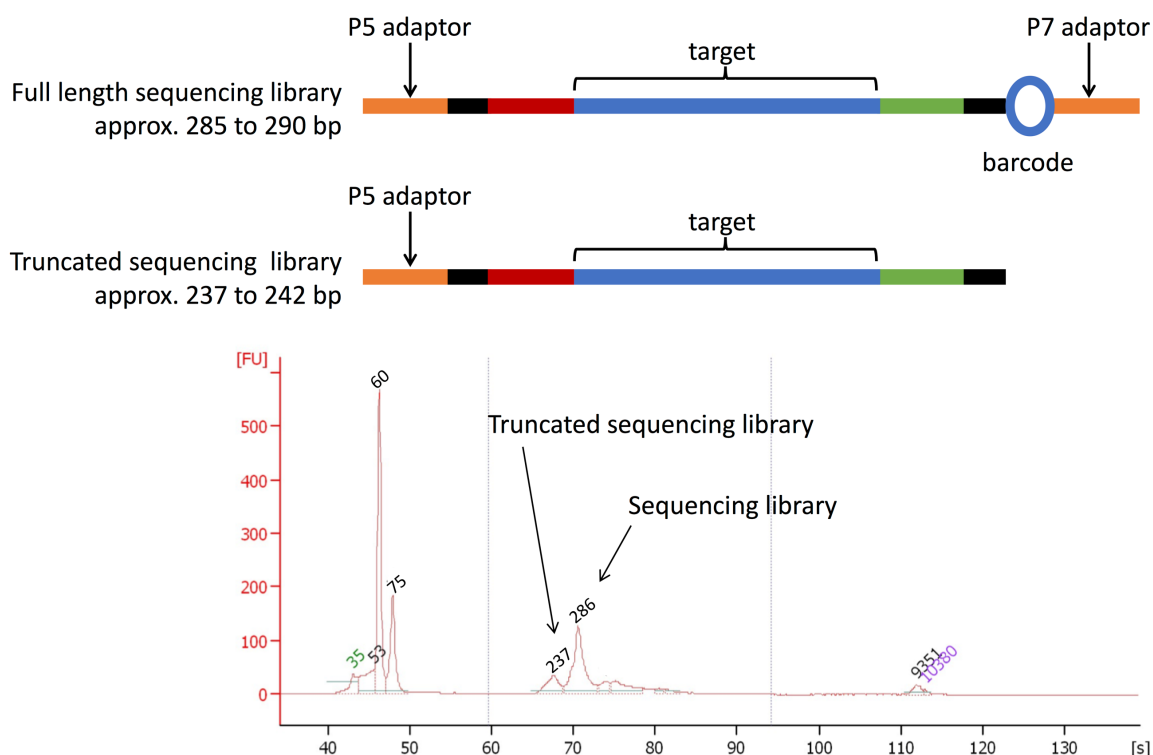 P5 adaptor
P7 adaptor
target
Full length sequencing library
approx. 285 to 290 bp
barcode
P5 adaptor
target
Truncated sequencing library
approx. 237 to 242 bp
[FU]
60
500
Truncated sequencing library
400
Sequencing library
300
75
200
286
100
35
53
237
9351
10380
0
40 50 60 70 80 90 100 110 120 130 [s]